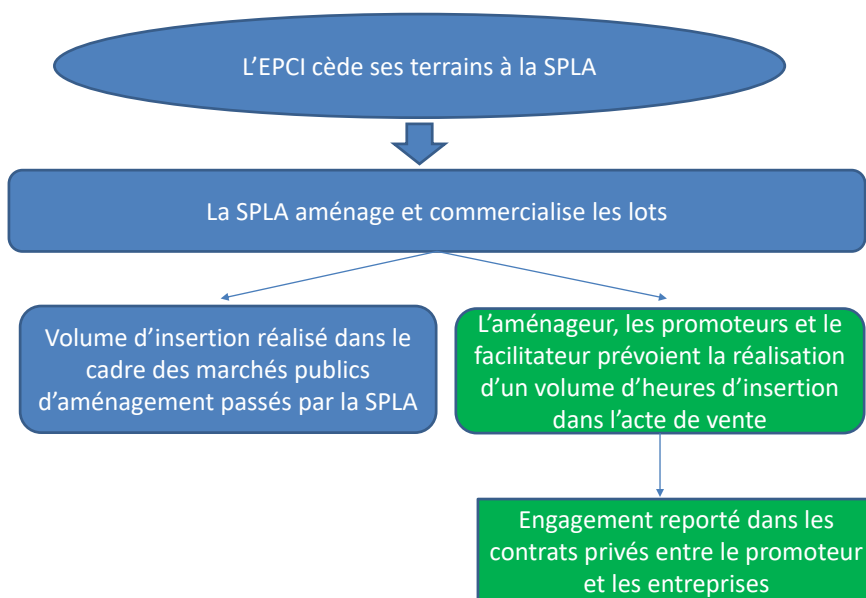 L’EPCI cède ses terrains à la SPLA
La SPLA aménage et commercialise les lots
Volume d’insertion réalisé dans le
cadre des marchés publics
d’aménagement passés par la SPLA
L’aménageur, les promoteurs et le
facilitateur prévoient la réalisation
d’un volume d’heures d’insertion
dans l’acte de vente
Engagement reporté dans les
contrats privés entre le promoteur
et les entreprises